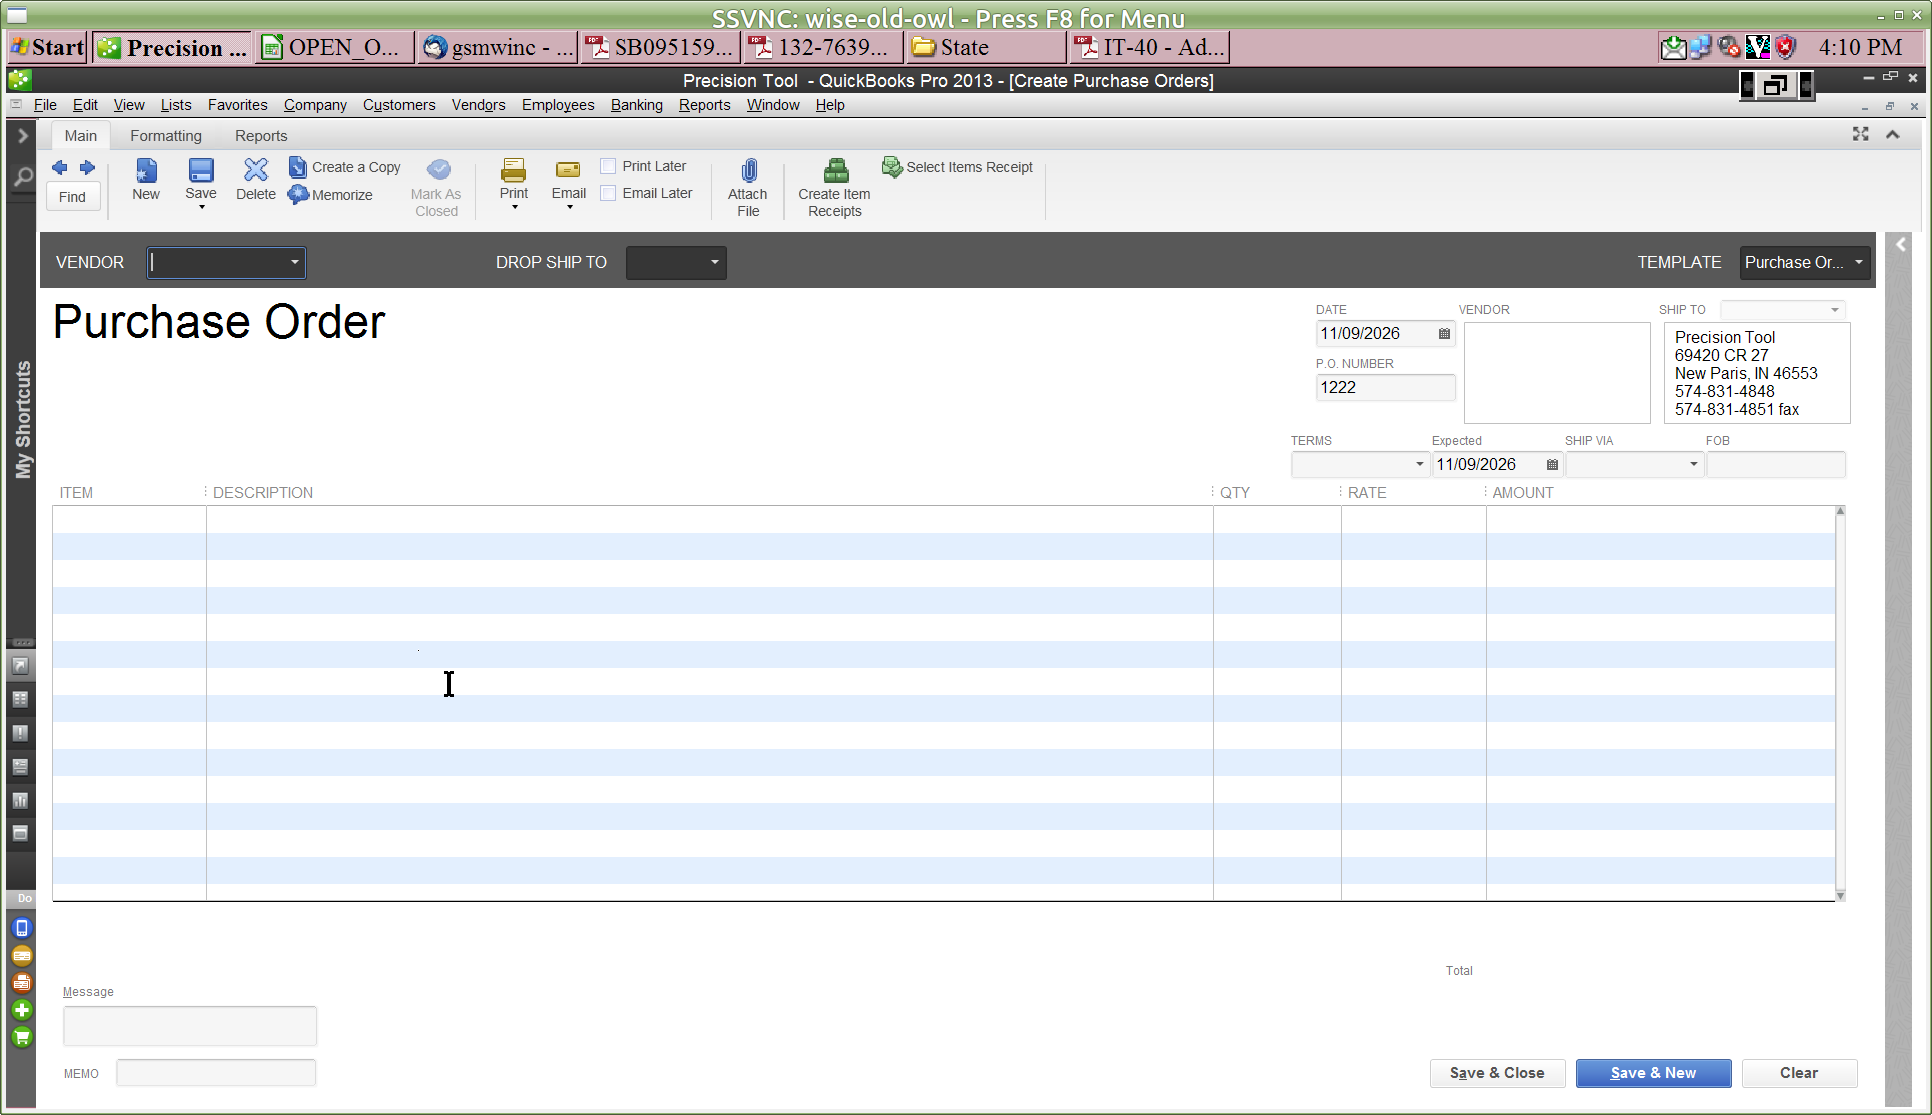 SSVNC: wise-old-owl - Press F8 for Menu
Start
Precision ...
OPEN_O...
gsmwinc - ...
SB095159...
132-7639...
State
IT-40 - Ad...
4:10 PM
Precision Tool - QuickBooks Pro 2013 - [Create Purchase Orders]
File Edit View Lists Favorites Company Customers Vendors Employees Banking Reports Window Help
Main Formatting Reports
Find
New
Save
Delete
Create a Copy
Memorize
Mark As
Closed
Print
Email
Print Later
Email Later
Attach
File
Create Item
Receipts
Select Items Receipt
My Shortcuts
Do
VENDOR
DROP SHIP TO
TEMPLATE
Purchase Or...
Purchase Order
DATE
11/09/2026
P.O. NUMBER
1222
VENDOR
SHIP TO
Precision Tool
69420 CR 27
New Paris, IN 46553
574-831-4848
574-831-4851 fax
TERMS
Expected
11/09/2026
SHIP VIA
FOB
ITEM DESCRIPTION QTY RATE AMOUNT
Total
Message
MEMO
Save & Close
Save & New
Clear